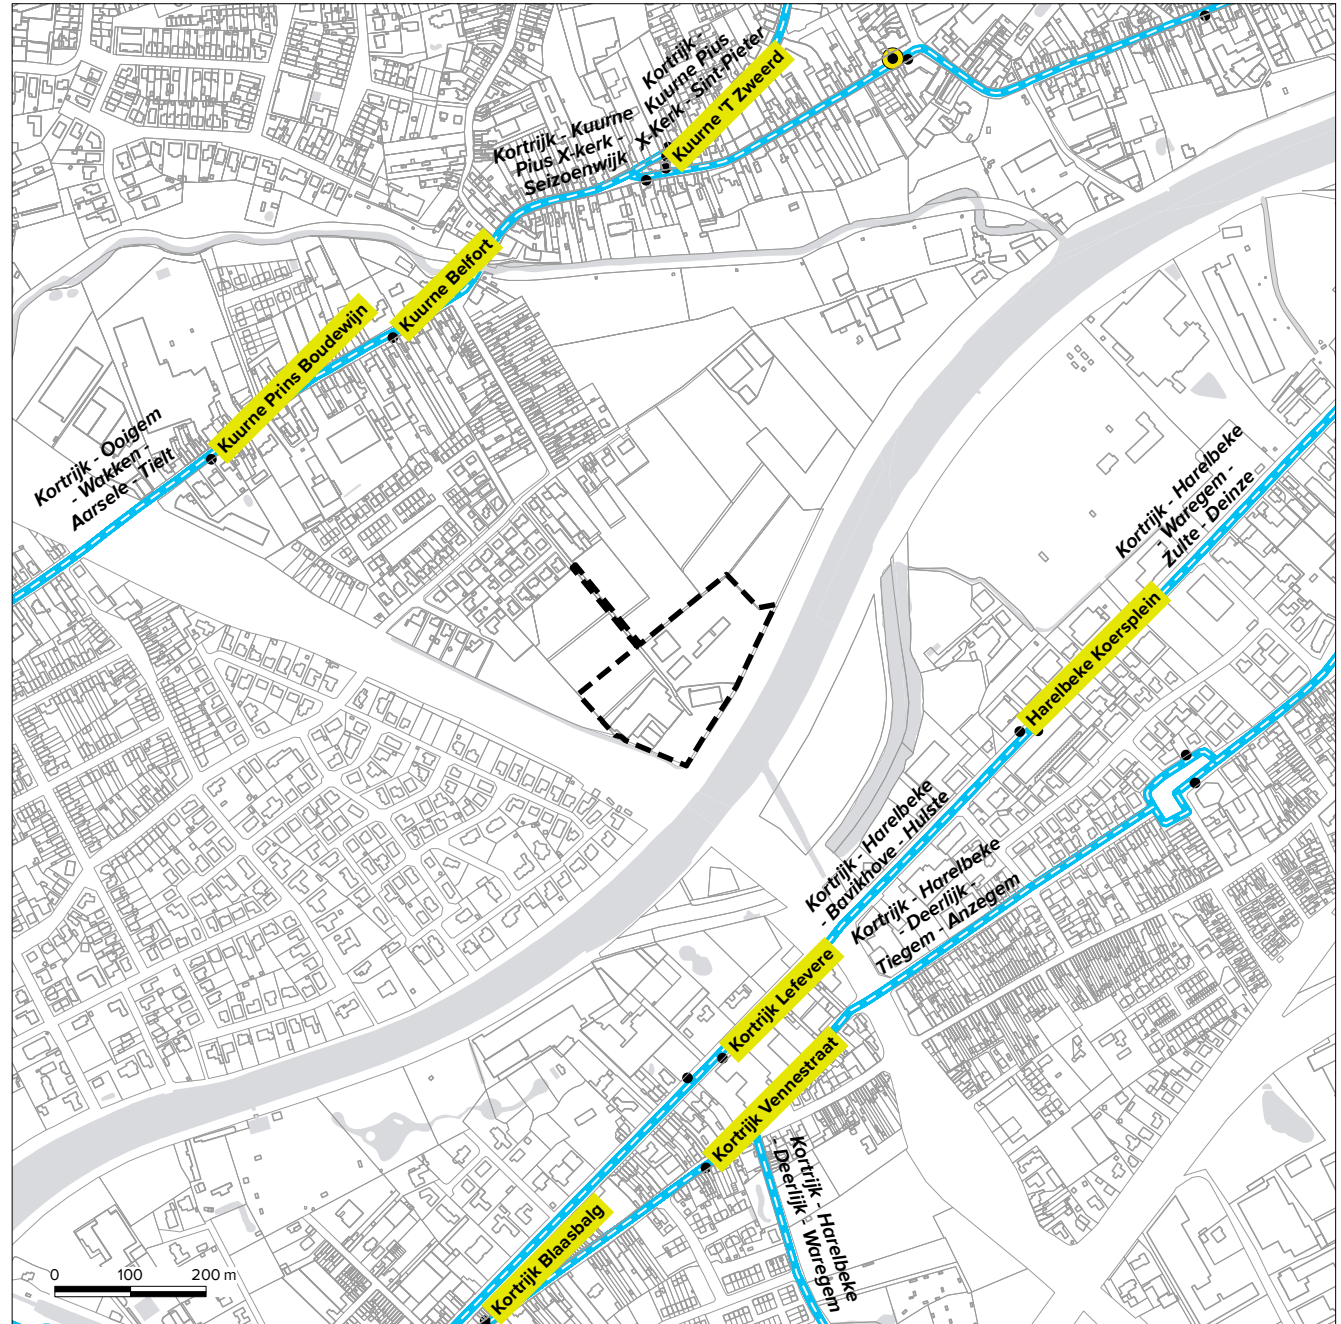 Kortrijk -
Kuurne Pius
X-Kerk - Sint-Pieter
Kuurne 'T Zweerd
Kortrijk - Kuurne
Pius X-kerk -
Seizoenwijk
Kuurne Belfort
Kuurne Prins Boudewijn
Kortrijk - Ooigem
- Wakken -
Aarsele - Tielt
Kortrijk - Harelbeke
- Waregem -
Zulte - Deinze
Harelbeke Koersplein
Kortrijk - Harelbeke
- Bavikhove - Hulste
Kortrijk - Harelbeke
- Deerlijk -
Tiegem - Anzegem
Kortrijk Lefevere
Kortrijk Vennestraat
Kortrijk - Harelbeke
- Deerlijk - Waregem
Kortrijk Blaasbalg
0 100 200 m